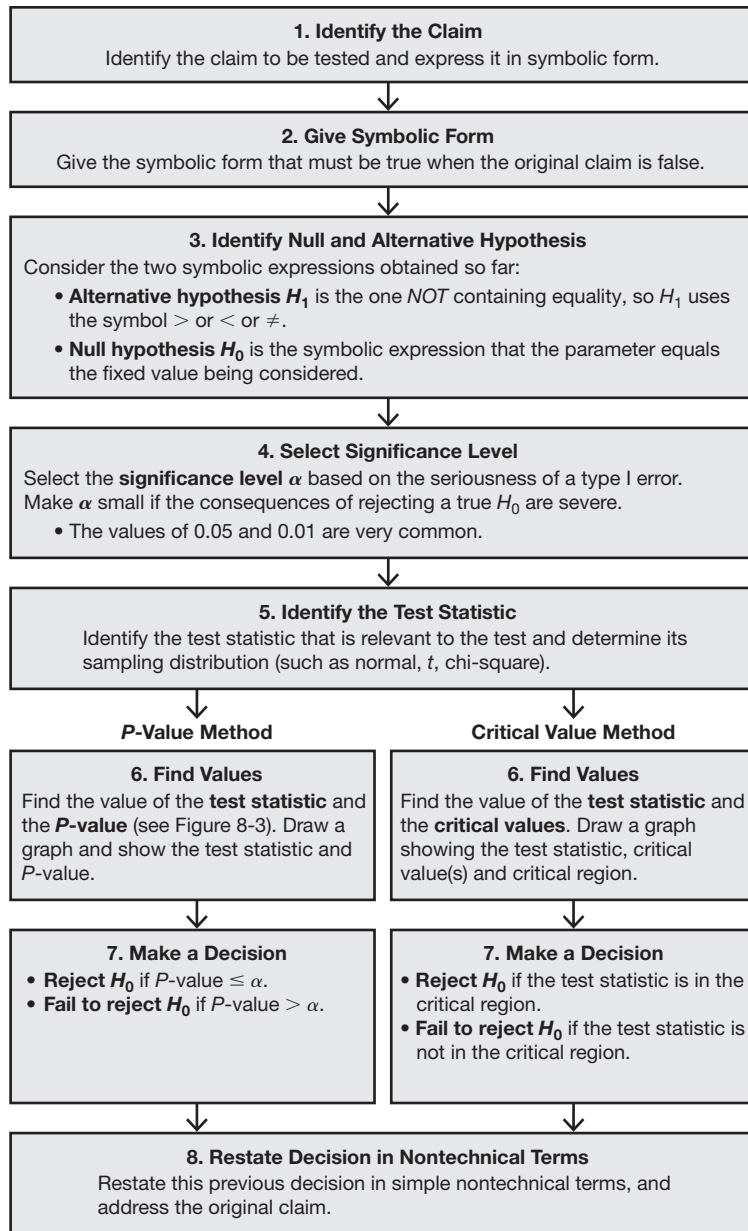 1. Identify the Claim
Identify the claim to be tested and express it in symbolic form.
2. Give Symbolic Form
Give the symbolic form that must be true when the original claim is false.
3. Identify Null and Alternative Hypothesis
Consider the two symbolic expressions obtained so far:
• Alternative hypothesis H₁ is the one NOT containing equality, so H₁ uses
the symbol > or < or ≠.
• Null hypothesis H₀ is the symbolic expression that the parameter equals
the fixed value being considered.
4. Select Significance Level
Select the significance level α based on the seriousness of a type I error.
Make α small if the consequences of rejecting a true H₀ are severe.
• The values of 0.05 and 0.01 are very common.
5. Identify the Test Statistic
Identify the test statistic that is relevant to the test and determine its
sampling distribution (such as normal, t, chi-square).
P-Value Method
6. Find Values
Find the value of the test statistic and
the P-value (see Figure 8-3). Draw a
graph and show the test statistic and
P-value.
7. Make a Decision
• Reject H₀ if P-value ≤ α.
• Fail to reject H₀ if P-value > α.
Critical Value Method
6. Find Values
Find the value of the test statistic and
the critical values. Draw a graph
showing the test statistic, critical
value(s) and critical region.
7. Make a Decision
• Reject H₀ if the test statistic is in the
critical region.
• Fail to reject H₀ if the test statistic is
not in the critical region.
8. Restate Decision in Nontechnical Terms
Restate this previous decision in simple nontechnical terms, and
address the original claim.